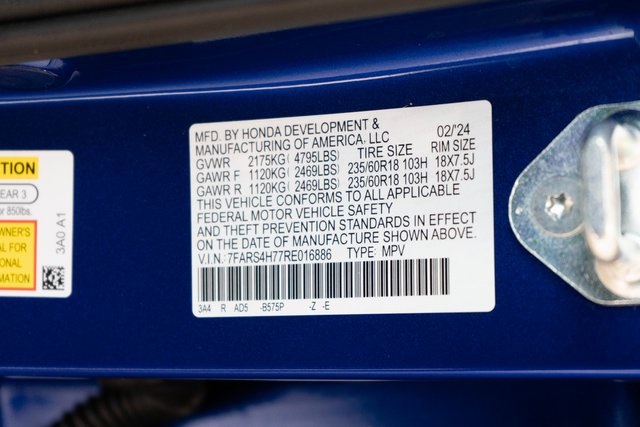 CAUTION
EAR 3
or 850lbs.
WNER'S
AL FOR
ONAL
MATION
3A0 A1
MFD. BY HONDA DEVELOPMENT & 02/'24
MANUFACTURING OF AMERICA, LLC
GVWR 2175KG( 4795LBS) TIRE SIZE RIM SIZE
GAWR F 1120KG( 2469LBS) 235/60R18 103H 18X7.5J
GAWR R 1120KG( 2469LBS) 235/60R18 103H 18X7.5J
THIS VEHICLE CONFORMS TO ALL APPLICABLE
FEDERAL MOTOR VEHICLE SAFETY
AND THEFT PREVENTION STANDARDS IN EFFECT
ON THE DATE OF MANUFACTURE SHOWN ABOVE.
V.I.N.:7FARS4H77RE016886 TYPE: MPV
3A4 R AD5 -B575P -Z -E